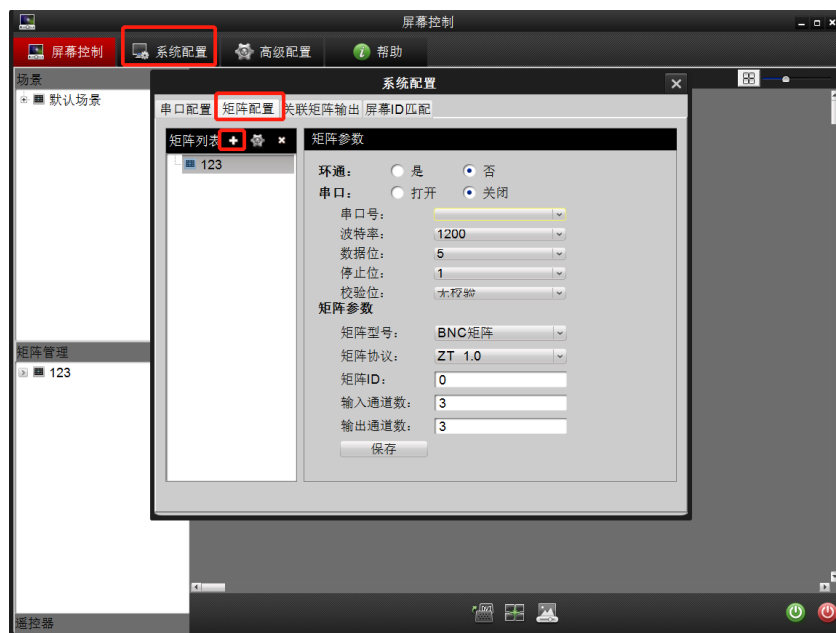 屏幕控制
屏幕控制 系统配置 高级配置 帮助
场景
默认场景
系统配置
串口配置 矩阵配置 关联矩阵输出 屏幕ID匹配
矩阵列表
123
矩阵参数
环通： 是 否
串口： 打开 关闭
串口号：
波特率： 1200
数据位： 5
停止位： 1
校验位： 无校验
矩阵参数
矩阵型号： BNC矩阵
矩阵协议： ZT 1.0
矩阵ID： 0
输入通道数： 3
输出通道数： 3
保存
矩阵管理
123
遥控器